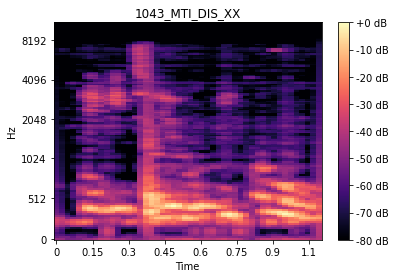 1043_MTI_DIS_XX
8192
4096
2048
1024
512
0
Hz
0 0.15 0.3 0.45 0.6 0.75 0.9 1.1
Time
+0 dB
-10 dB
-20 dB
-30 dB
-40 dB
-50 dB
-60 dB
-70 dB
-80 dB